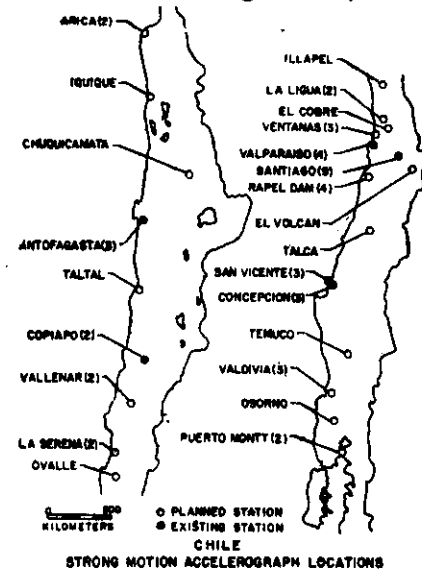 ARICA(2)
IQUIQUE
CHUQUICAMATA
ANTOFAGASTA(3)
TALTAL
COPIAPO(2)
VALLENAR(2)
LA SERENA(2)
OVALLE
ILLAPEL
LA LIGUA(2)
EL COBRE
VENTANAS(3)
VALPARAISO(4)
SANTIAGO(9)
RAPEL DAM(4)
EL VOLCAN
TALCA
SAN VICENTE(3)
CONCEPCION(3)
TEMUCO
VALDIVIA(3)
OSORNO
PUERTO MONTT(2)
0
KILOMETERS
O PLANNED STATION
● EXISTING STATION
CHILE
STRONG MOTION ACCELEROGRAPH LOCATIONS